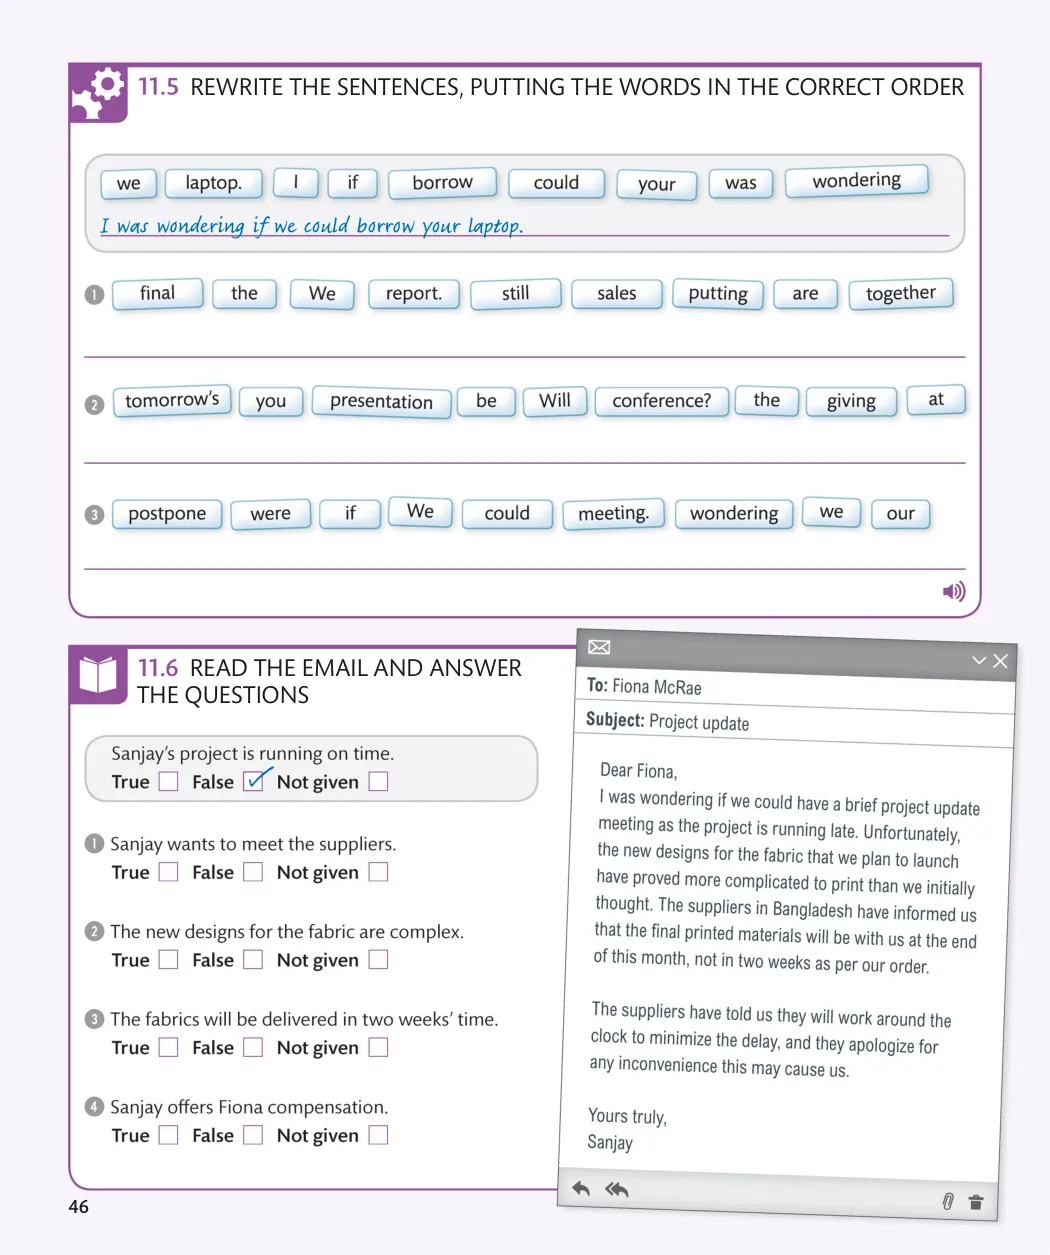 11.5 REWRITE THE SENTENCES, PUTTING THE WORDS IN THE CORRECT ORDER
we laptop. I if borrow could your was wondering
I was wondering if we could borrow your laptop.
1 final the We report. still sales putting are together
2 tomorrow's you presentation be Will conference? the giving at
3 postpone were if We could meeting. wondering we our
11.6 READ THE EMAIL AND ANSWER
THE QUESTIONS
Sanjay's project is running on time.
True False Not given
1 Sanjay wants to meet the suppliers.
True False Not given
2 The new designs for the fabric are complex.
True False Not given
3 The fabrics will be delivered in two weeks' time.
True False Not given
4 Sanjay offers Fiona compensation.
True False Not given
To: Fiona McRae
Subject: Project update
Dear Fiona,
I was wondering if we could have a brief project update
meeting as the project is running late. Unfortunately,
the new designs for the fabric that we plan to launch
have proved more complicated to print than we initially
thought. The suppliers in Bangladesh have informed us
that the final printed materials will be with us at the end
of this month, not in two weeks as per our order.
The suppliers have told us they will work around the
clock to minimize the delay, and they apologize for
any inconvenience this may cause us.
Yours truly,
Sanjay
46